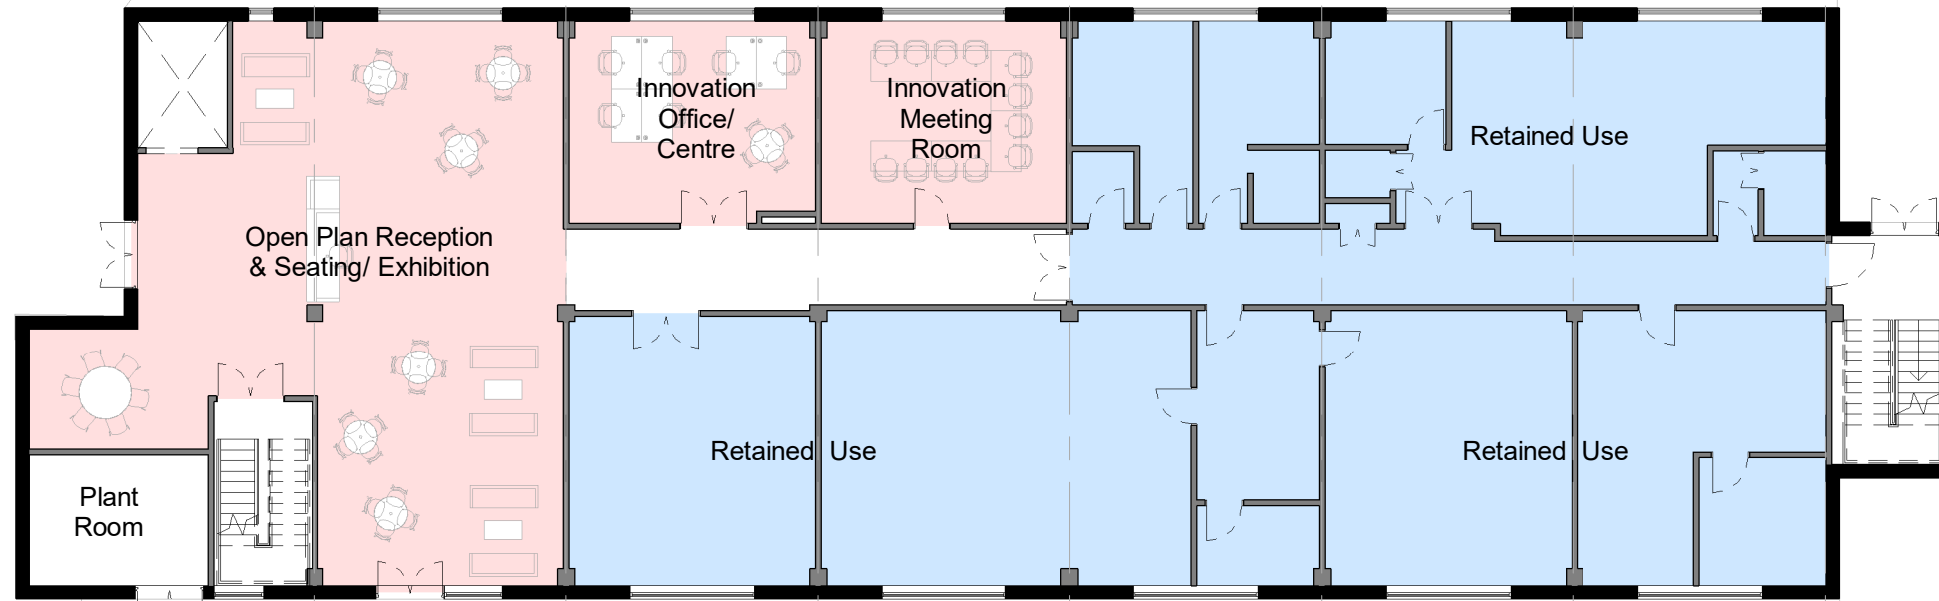 Innovation
Office/
Centre
Innovation
Meeting
Room
Retained Use
Open Plan Reception
& Seating/ Exhibition
Retained Use
Retained Use
Plant
Room